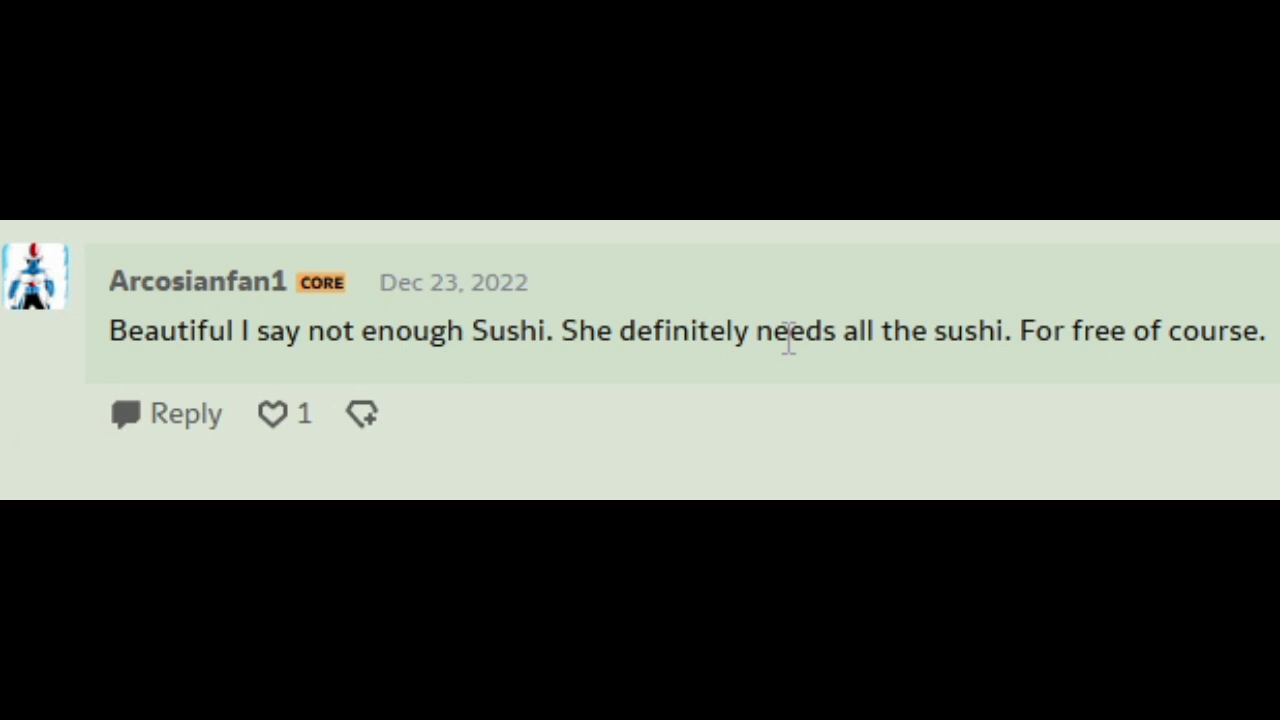 Arcosianfan1 CORE Dec 23, 2022
Beautiful I say not enough Sushi. She definitely needs all the sushi. For free of course.
Reply 1